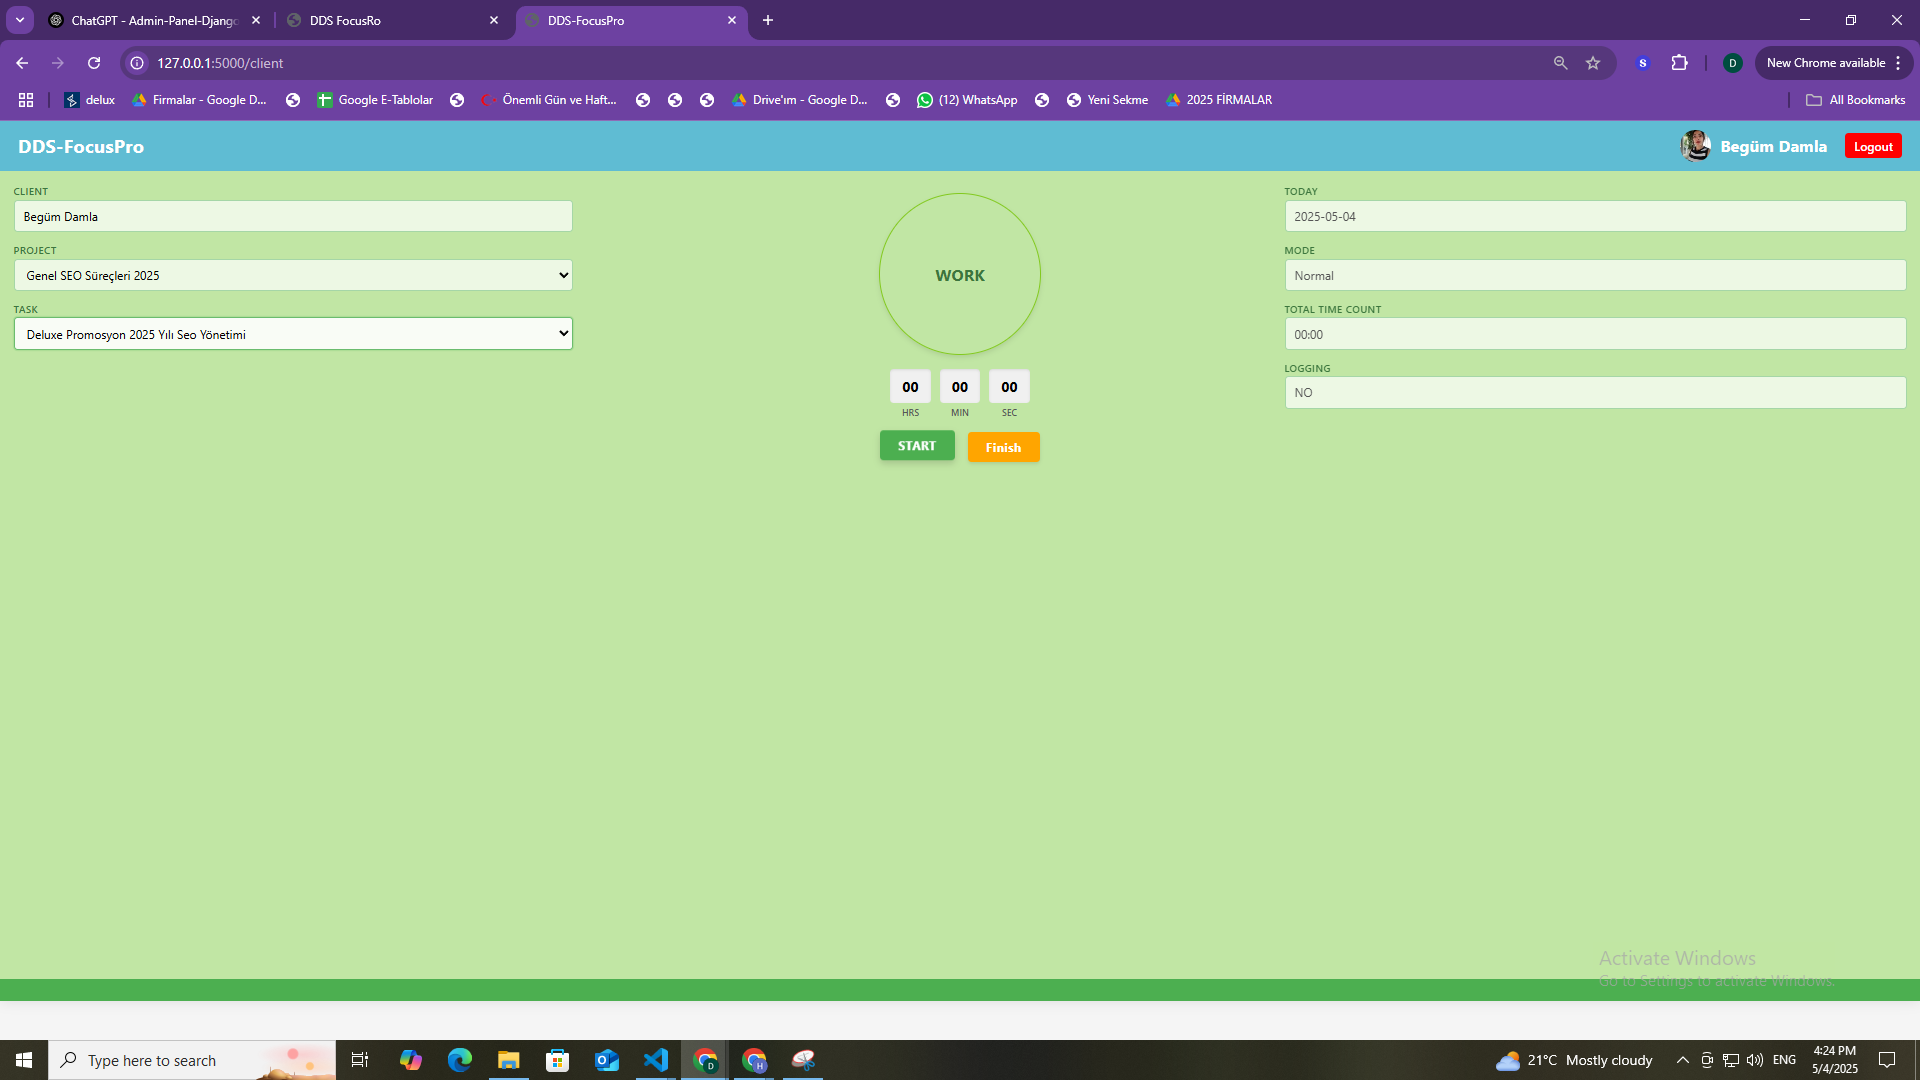 ChatGPT - Admin-Panel-Django
DDS FocusRo
DDS-FocusPro
127.0.0.1:5000/client
S
D
New Chrome available
delux
Firmalar - Google D...
Google E-Tablolar
Önemli Gün ve Haft...
Drive'ım - Google D...
(12) WhatsApp
Yeni Sekme
2025 FİRMALAR
All Bookmarks
DDS-FocusPro
Begüm Damla
Logout
CLIENT
Begüm Damla
PROJECT
Genel SEO Süreçleri 2025
TASK
Deluxe Promosyon 2025 Yılı Seo Yönetimi
WORK
00
00
00
HRS
MIN
SEC
START
Finish
TODAY
2025-05-04
MODE
Normal
TOTAL TIME COUNT
00:00
LOGGING
NO
Activate Windows
Go to Settings to activate Windows.
Type here to search
D
H
21°C Mostly cloudy
ENG
4:24 PM
5/4/2025